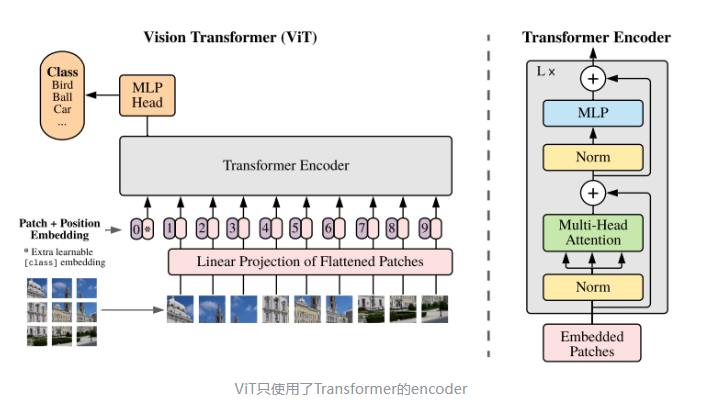 Vision Transformer (ViT)
Class
Bird
Ball
Car
...
MLP
Head
Transformer Encoder
Patch + Position
Embedding
0 * 1 2 3 4 5 6 7 8 9
* Extra learnable
[class] embedding
Linear Projection of Flattened Patches
Transformer Encoder
L ×
+
MLP
Norm
+
Multi-Head
Attention
Norm
Embedded
Patches
ViT只使用了Transformer的encoder